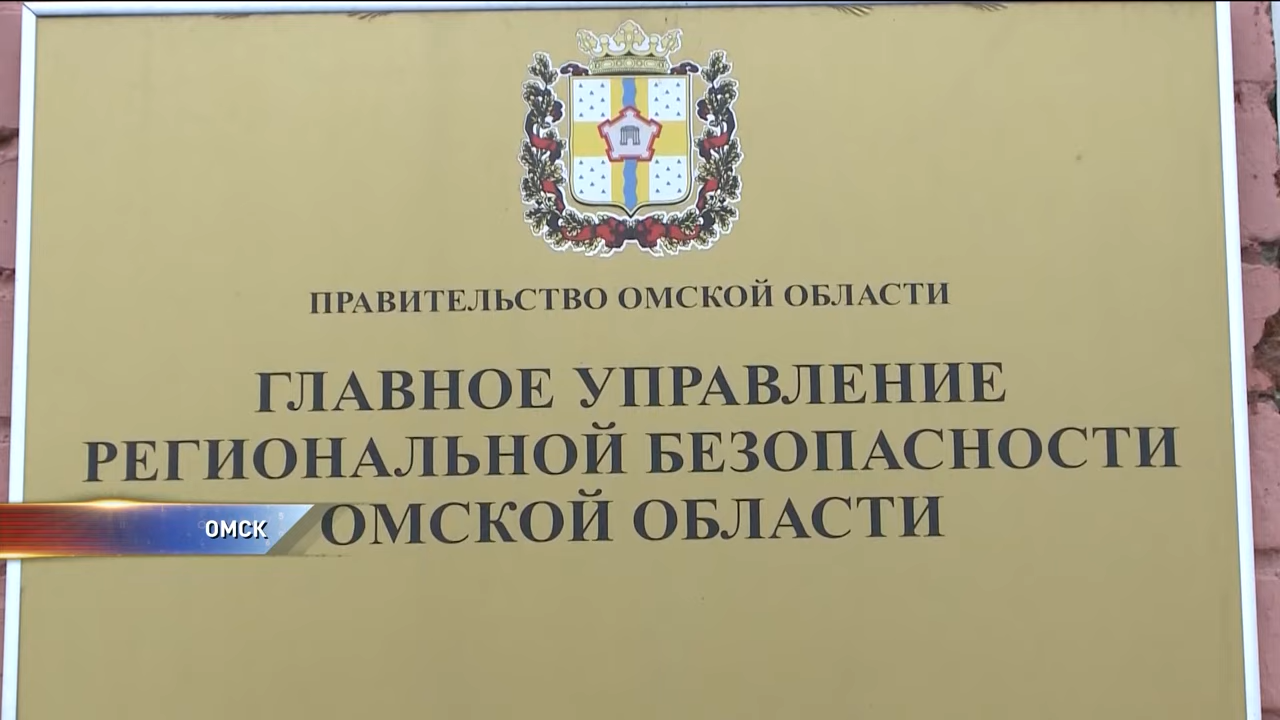 ПРАВИТЕЛЬСТВО ОМСКОЙ ОБЛАСТИ
ГЛАВНОЕ УПРАВЛЕНИЕ
РЕГИОНАЛЬНОЙ БЕЗОПАСНОСТИ
ОМСКОЙ ОБЛАСТИ
ОМСК